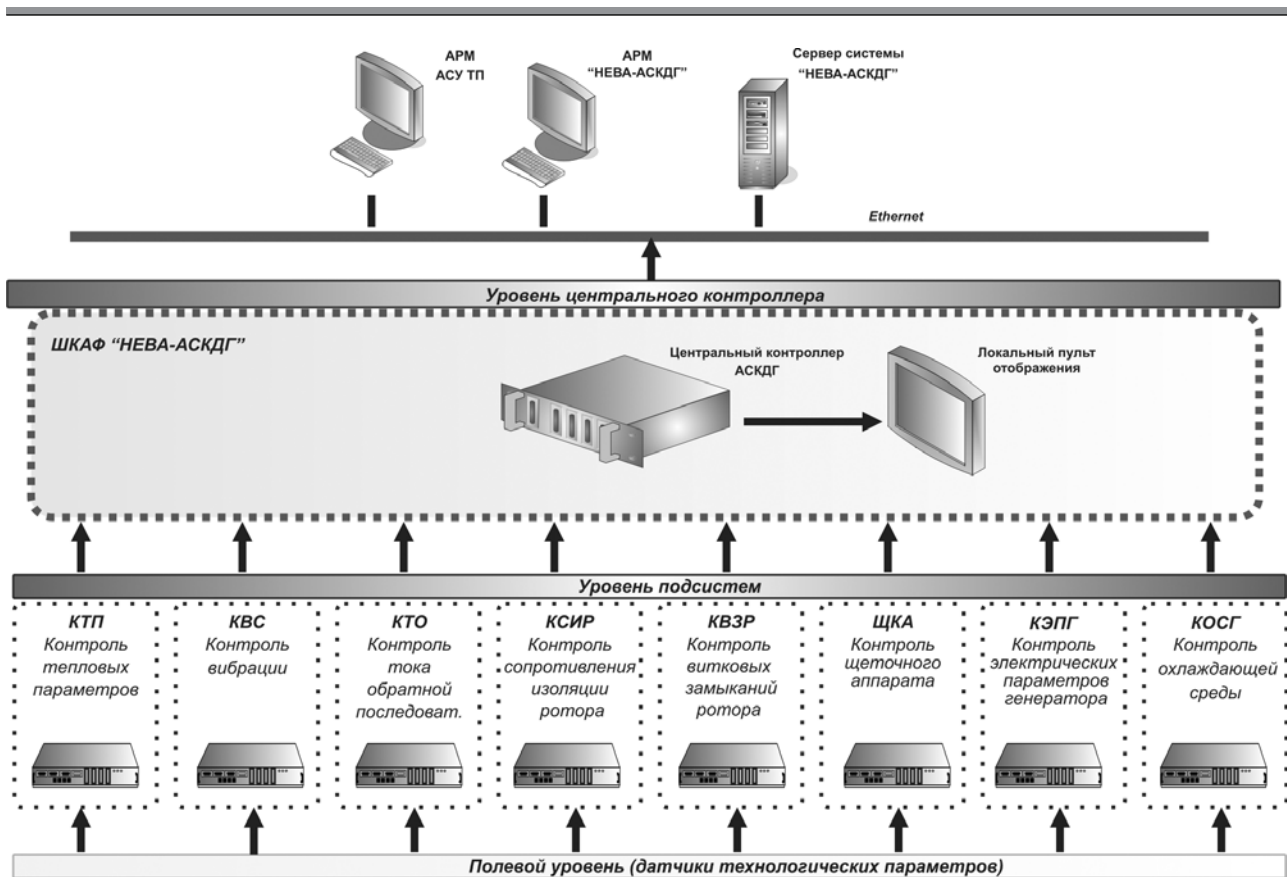 АРМ
АСУ ТП
АРМ
“НЕВА-АСКДГ”
Сервер системы
“НЕВА-АСКДГ”
Ethernet
Уровень центрального контроллера
ШКАФ “НЕВА-АСКДГ”
Центральный контроллер
АСКДГ
Локальный пульт
отображения
Уровень подсистем
КТП
Контроль
тепловых
параметров
КВС
Контроль
вибрации
КТО
Контроль
тока
обратной
последоват.
КСИР
Контроль
сопротивления
изоляции
ротора
КВЗР
Контроль
витковых
замыканий
ротора
ЩКА
Контроль
щеточного
аппарата
КЭПГ
Контроль
электрических
параметров
генератора
КОСГ
Контроль
охлаждающей
среды
Полевой уровень (датчики технологических параметров)